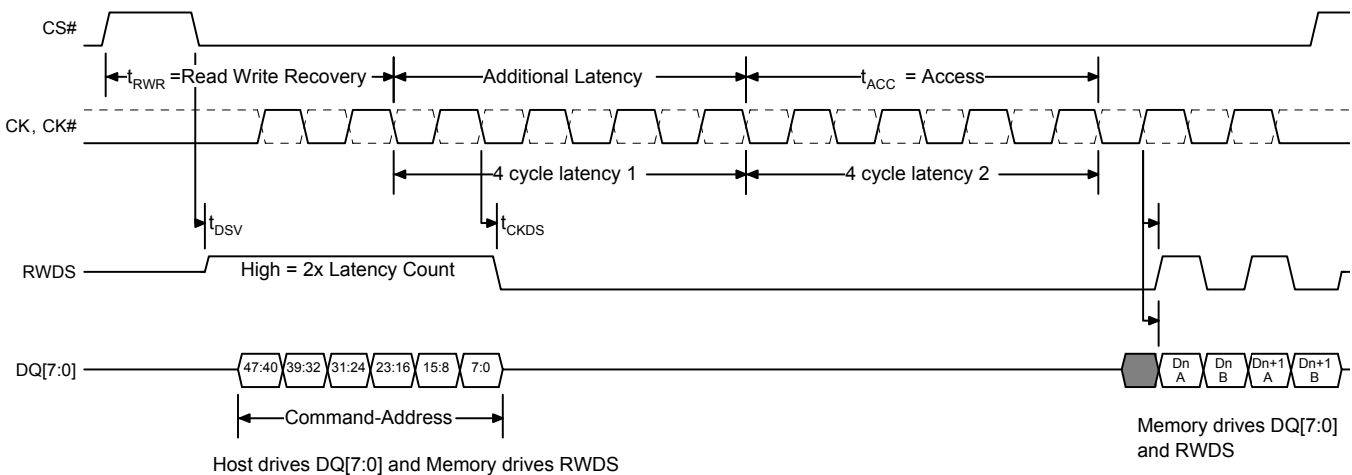 CS#
tRWR =Read Write Recovery
Additional Latency
tACC = Access
CK, CK#
4 cycle latency 1
4 cycle latency 2
tDSV
tCKDS
RWDS
High = 2x Latency Count
DQ[7:0]
47:40 39:32 31:24 23:16 15:8 7:0
Dn A
Dn B
Dn+1 A
Dn+1 B
Command-Address
Memory drives DQ[7:0]
and RWDS
Host drives DQ[7:0] and Memory drives RWDS